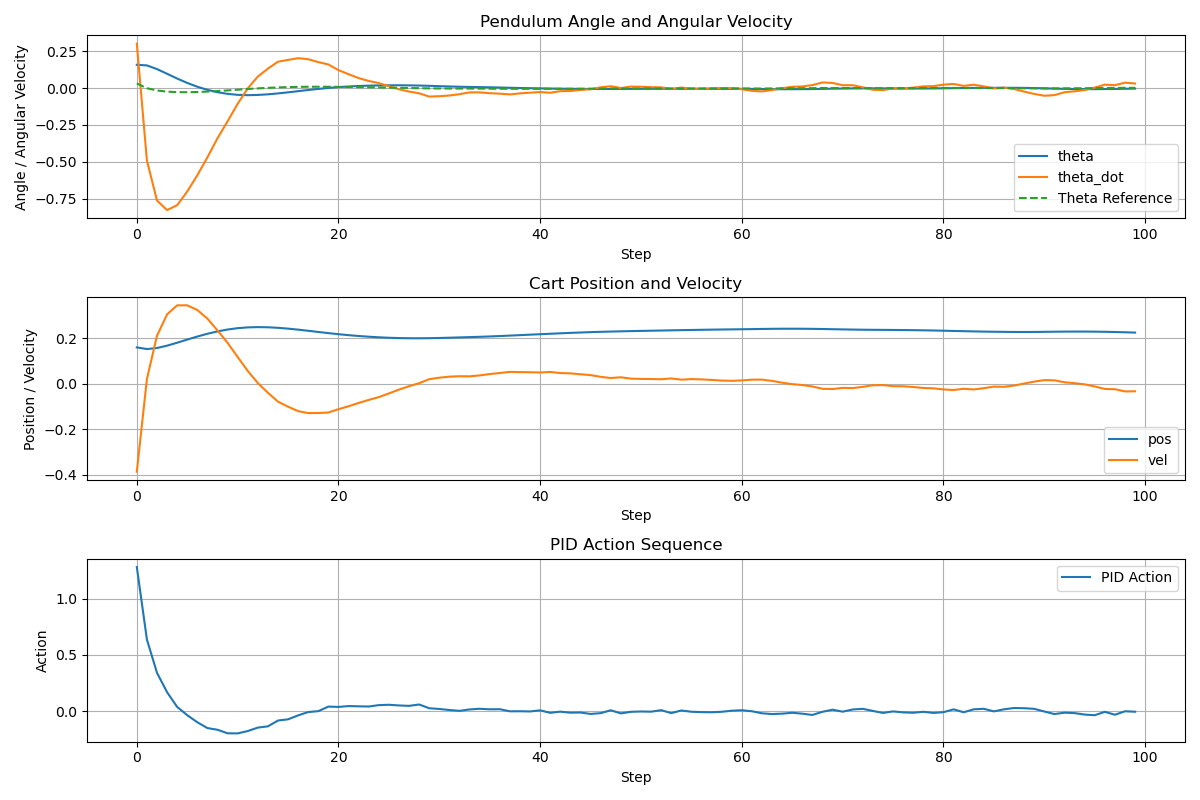 Pendulum Angle and Angular Velocity
Angle / Angular Velocity
0.25
0.00
−0.25
−0.50
−0.75
theta
theta_dot
Theta Reference
0 20 40 60 80 100
Step
Cart Position and Velocity
Position / Velocity
0.2
0.0
−0.2
−0.4
pos
vel
0 20 40 60 80 100
Step
PID Action Sequence
Action
1.0
0.5
0.0
PID Action
0 20 40 60 80 100
Step